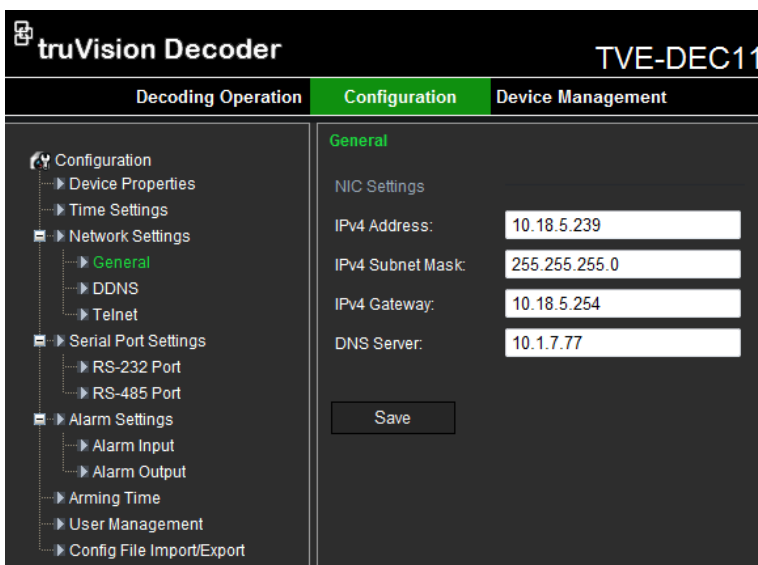 truVision Decoder
TVE-DEC11
Decoding Operation Configuration Device Management
Configuration
Device Properties
Time Settings
Network Settings
General
DDNS
Telnet
Serial Port Settings
RS-232 Port
RS-485 Port
Alarm Settings
Alarm Input
Alarm Output
Arming Time
User Management
Config File Import/Export
General
NIC Settings
IPv4 Address: 10.18.5.239
IPv4 Subnet Mask: 255.255.255.0
IPv4 Gateway: 10.18.5.254
DNS Server: 10.1.7.77
Save